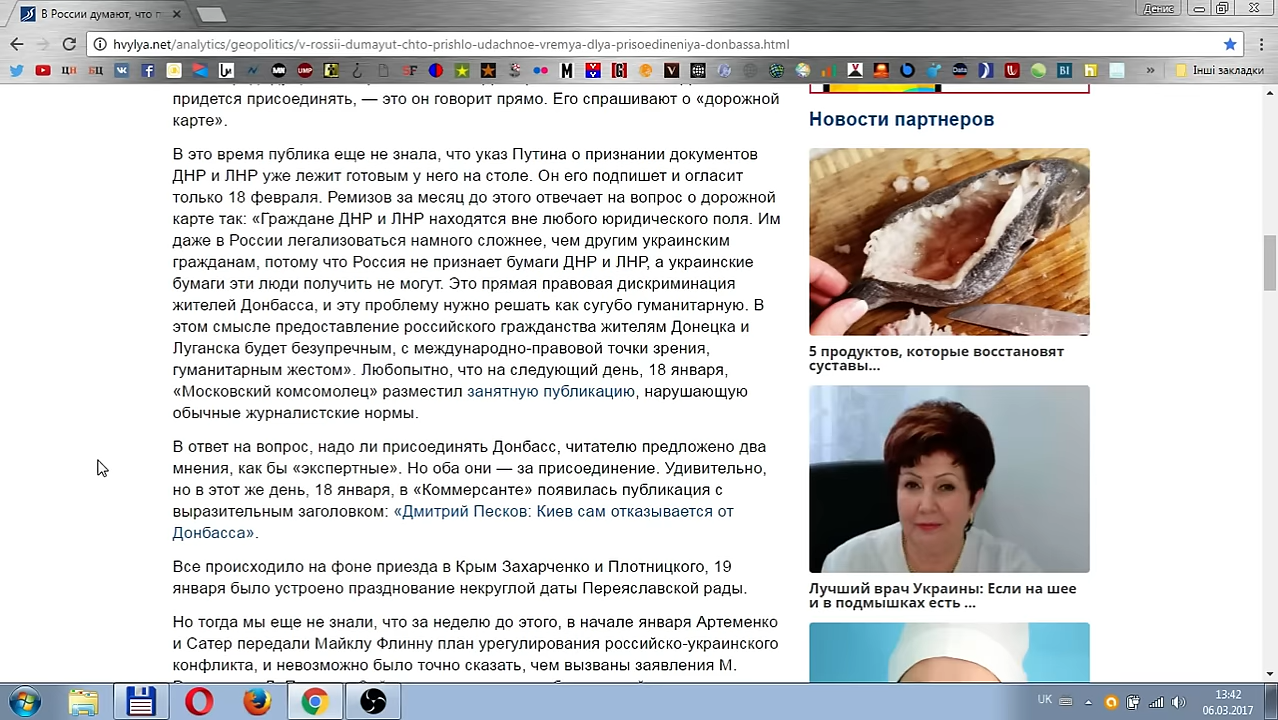 В России думают, что п
Денис
hvylya.net/analytics/geopolitics/v-rossii-dumayut-chto-prishlo-udachnoe-vremya-dlya-prisoedineniya-donbassa.html
Інші закладки
придется присоединять, — это он говорит прямо. Его спрашивают о «дорожной
карте».
В это время публика еще не знала, что указ Путина о признании документов
ДНР и ЛНР уже лежит готовым у него на столе. Он его подпишет и огласит
только 18 февраля. Ремизов за месяц до этого отвечает на вопрос о дорожной
карте так: «Граждане ДНР и ЛНР находятся вне любого юридического поля. Им
даже в России легализоваться намного сложнее, чем другим украинским
гражданам, потому что Россия не признает бумаги ДНР и ЛНР, а украинские
бумаги эти люди получить не могут. Это прямая правовая дискриминация
жителей Донбасса, и эту проблему нужно решать как сугубо гуманитарную. В
этом смысле предоставление российского гражданства жителям Донецка и
Луганска будет безупречным, с международно-правовой точки зрения,
гуманитарным жестом». Любопытно, что на следующий день, 18 января,
«Московский комсомолец» разместил занятную публикацию, нарушающую
обычные журналистские нормы.
В ответ на вопрос, надо ли присоединять Донбасс, читателю предложено два
мнения, как бы «экспертные». Но оба они — за присоединение. Удивительно,
но в этот же день, 18 января, в «Коммерсанте» появилась публикация с
выразительным заголовком: «Дмитрий Песков: Киев сам отказывается от
Донбасса».
Все происходило на фоне приезда в Крым Захарченко и Плотницкого, 19
января было устроено празднование некруглой даты Переяславской рады.
Но тогда мы еще не знали, что за неделю до этого, в начале января Артеменко
и Сатер передали Майклу Флинну план урегулирования российско-украинского
конфликта, и невозможно было точно сказать, чем вызваны заявления М.
Новости партнеров
5 продуктов, которые восстановят
суставы...
Лучший врач Украины: Если на шее
и в подмышках есть ...
UK
13:42
06.03.2017